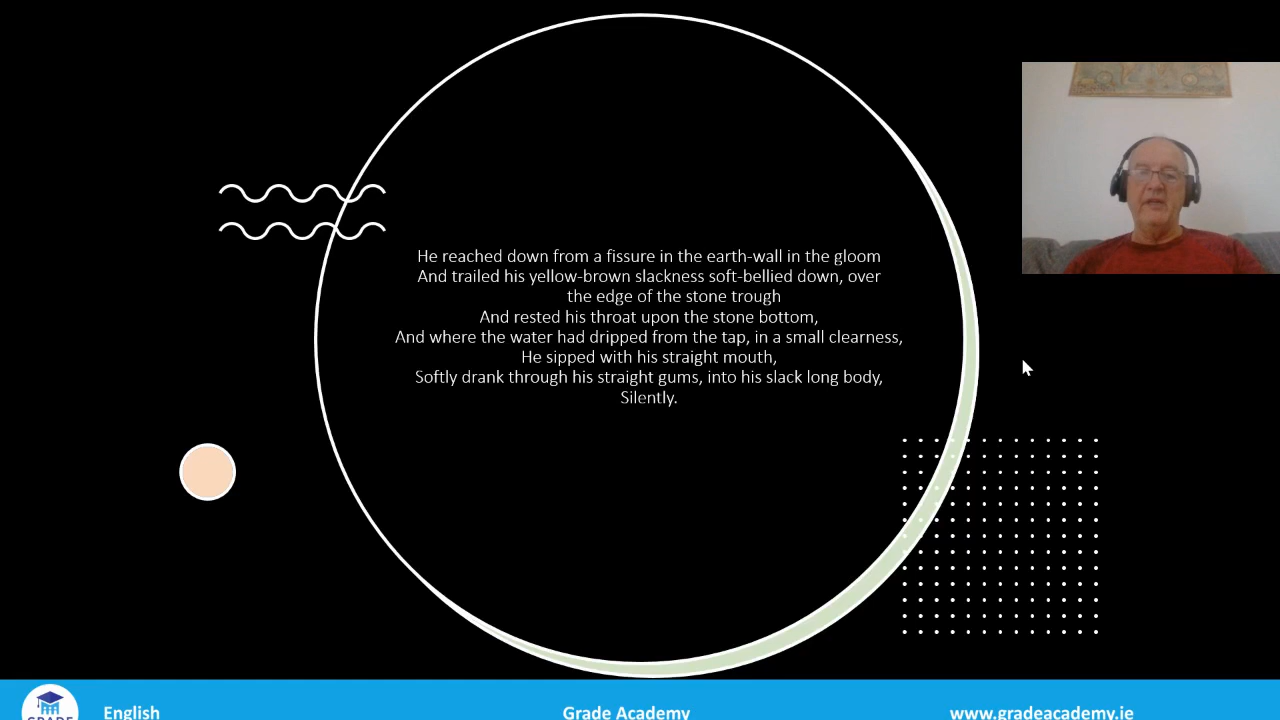 He reached down from a fissure in the earth-wall in the gloom
And trailed his yellow-brown slackness soft-bellied down, over
the edge of the stone trough
And rested his throat upon the stone bottom,
And where the water had dripped from the tap, in a small clearness,
He sipped with his straight mouth,
Softly drank through his straight gums, into his slack long body,
Silently.
GRADE
English
Grade Academy
www.gradeacademy.ie